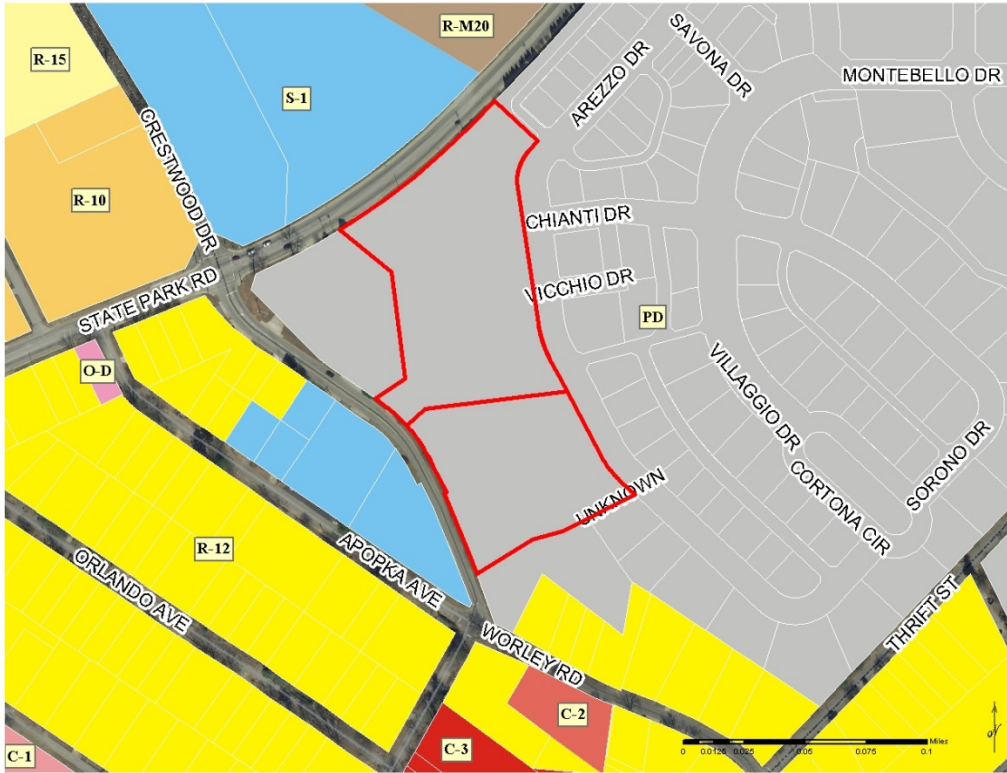 R-M20
R-15
SAVONA DR
AREZZO DR
MONTEBELLO DR
S-1
CRESTWOOD DR
R-10
CHIANTI DR
STATE PARK RD
VICCHIO DR
PD
O-D
VILLAGGIO DR
CORTONA CIR
SORONO DR
UNKNOWN
R-12
APOPKA AVE
ORLANDO AVE
THRIFT ST
WORLEY RD
C-2
C-3
C-1
Miles
0 0.0125 0.025 0.05 0.075 0.1